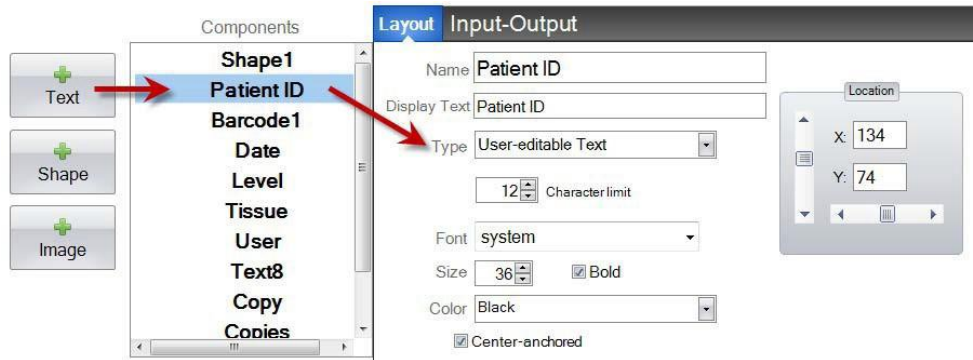 Components
Text
Shape
Image
Shape1
Patient ID
Barcode1
Date
Level
Tissue
User
Text8
Copy
Copies
Layout Input-Output
Name Patient ID
Display Text Patient ID
Type User-editable Text
12 Character limit
Font system
Size 36 Bold
Color Black
Center-anchored
Location
X: 134
Y: 74